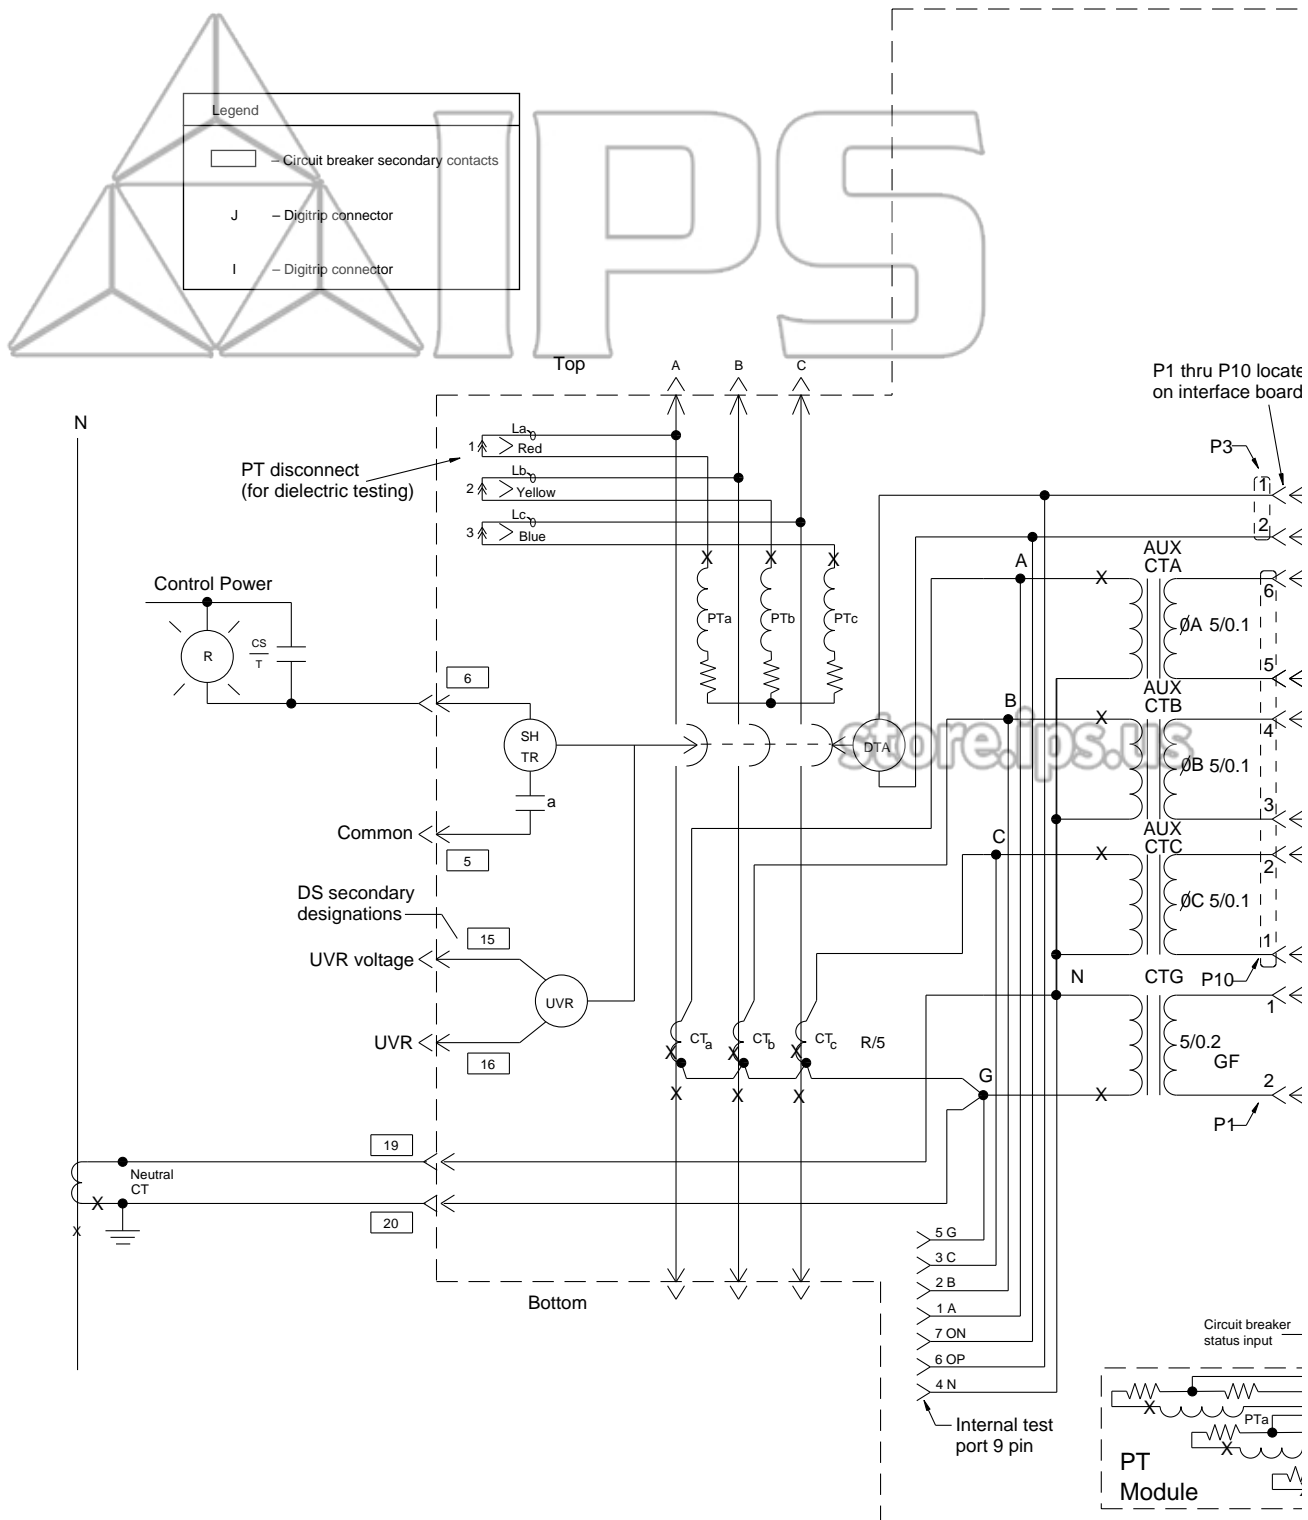 IPS
Legend
– Circuit breaker secondary contacts
J – Digitrip connector
I – Digitrip connector
Top
A
B
C
P1 thru P10 locate
on interface board
N
La
1
Red
P3
PT disconnect
(for dielectric testing)
Lb
2
Yellow
1
Lc
3
Blue
2
AUX
CTA
X X X
A
X
6
Control Power
PTa
PTb
PTc
ØA 5/0.1
R
CS
T
5
6
AUX
CTB
B
X
4
store.ips.us
SH
TR
DTA
ØB 5/0.1
a
3
Common
AUX
CTC
C
X
5
2
DS secondary
designations
ØC 5/0.1
15
1
UVR voltage
N
CTG
P10
UVR
1
UVR
CTa
CTb
CTc
R/5
5/0.2
GF
X X X
16
G
2
X X X
X
P1
19
Neutral
CT
X
20
X
5 G
3 C
2 B
Bottom
1 A
7 ON
6 OP
4 N
Circuit breaker
status input
Internal test
port 9 pin
X
PTa
X
PT
Module